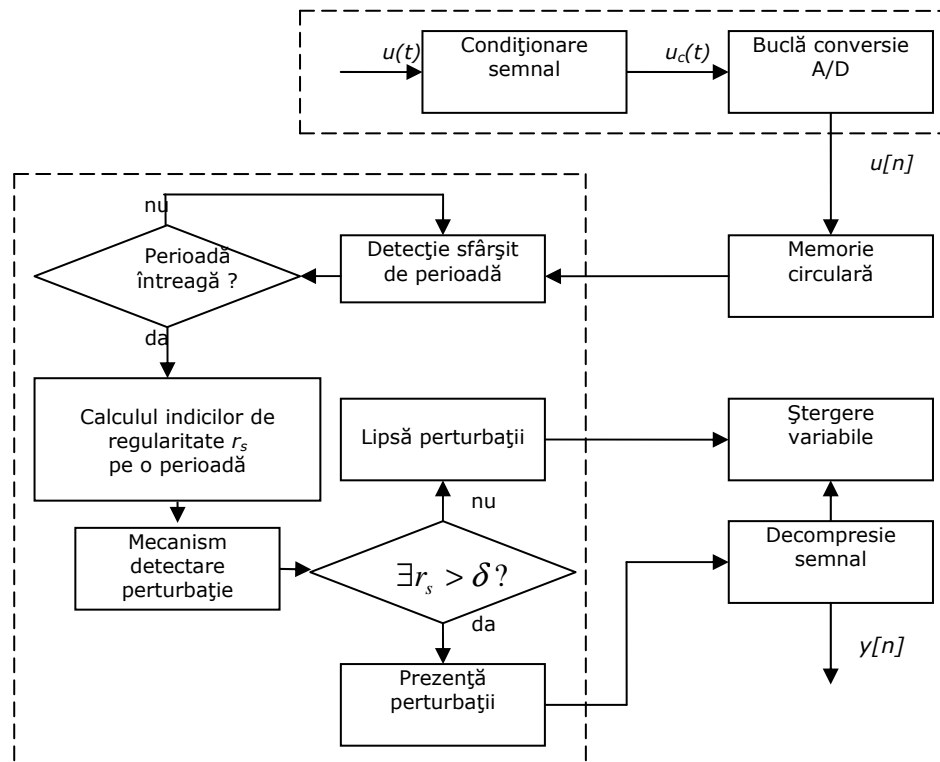 u(t)
Condiţionare
semnal
u_c(t)
Buclă conversie
A/D
u[n]
nu
Perioadă
întreagă ?
Detecţie sfârşit
de perioadă
Memorie
circulară
da
Calculul indicilor de
regularitate r_s
pe o perioadă
Lipsă perturbaţii
Ştergere
variabile
nu
Mecanism
detectare
perturbaţie
∃r_s > δ ?
Decompresie
semnal
da
y[n]
Prezenţă
perturbaţii